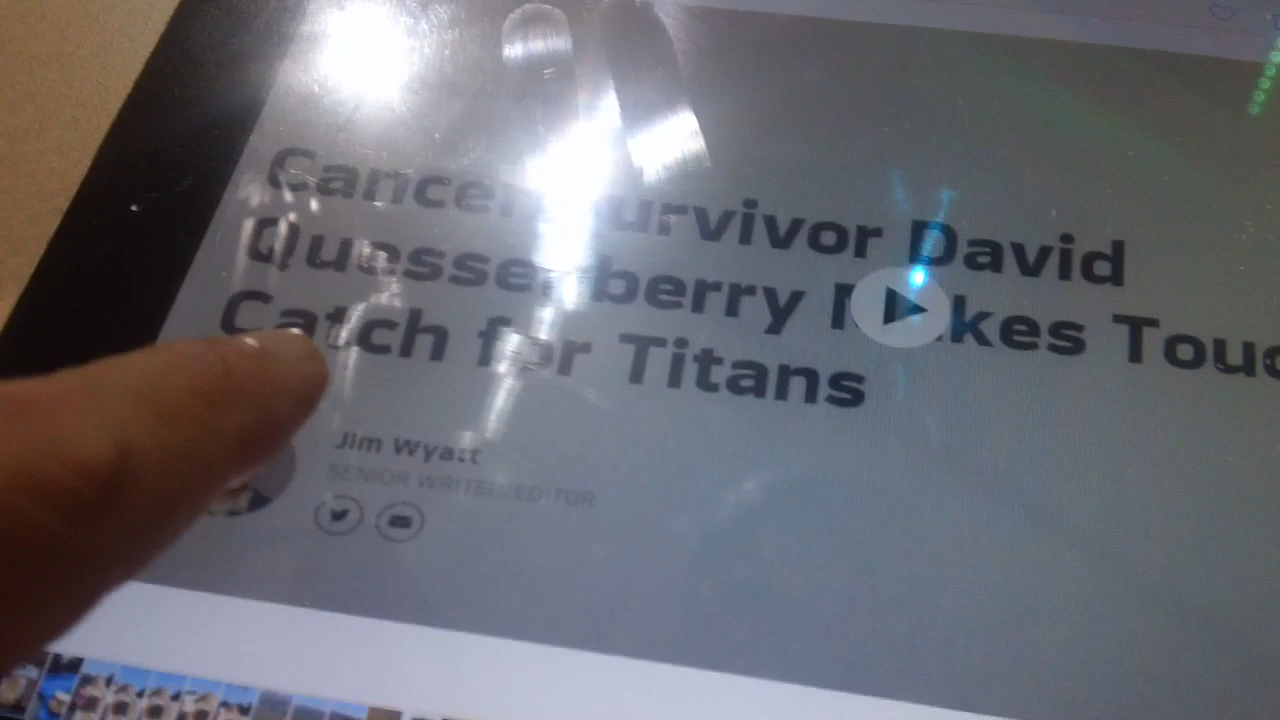 Cancer Survivor David
Quessenberry Makes Touc
Catch for Titans
Jim Wyatt
SENIOR WRITER/EDITOR